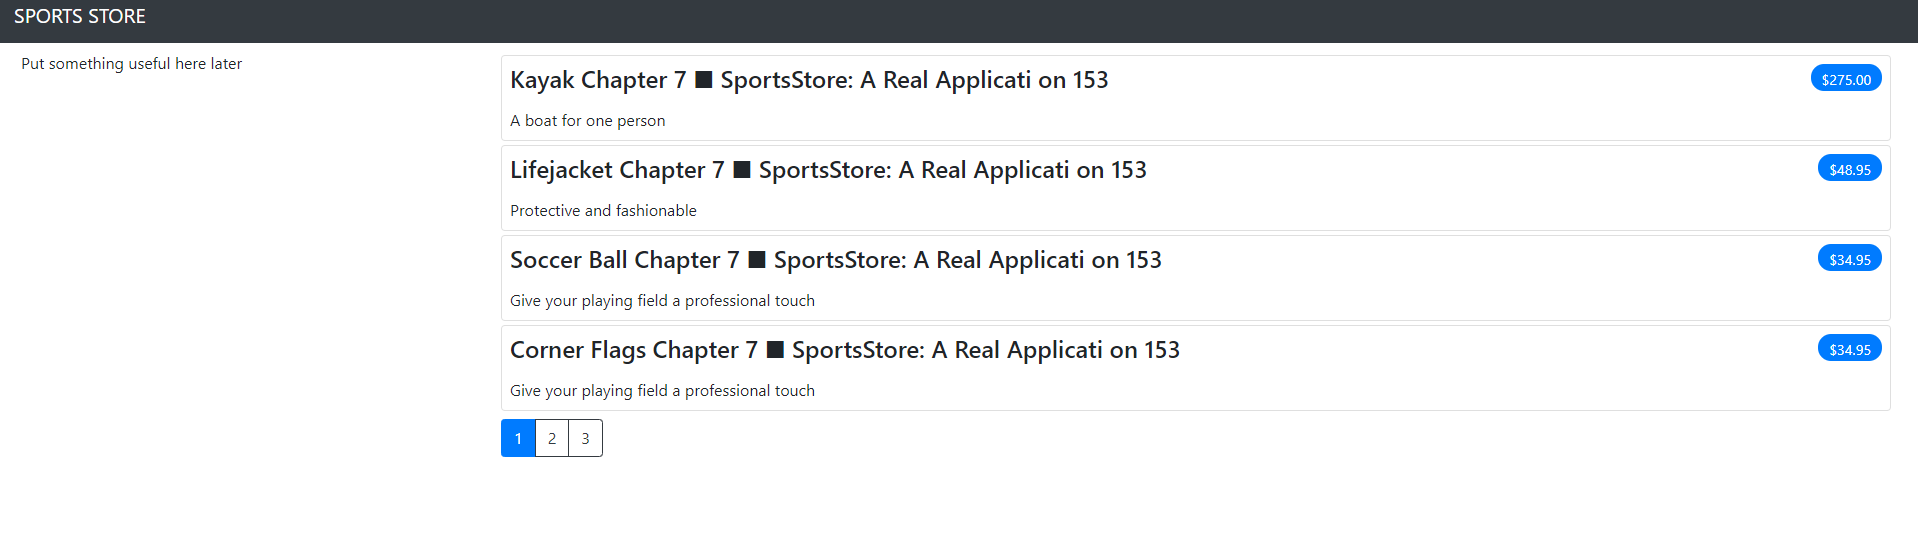 SPORTS STORE
Put something useful here later
Kayak Chapter 7 ■ SportsStore: A Real Applicati on 153
$275.00
A boat for one person
Lifejacket Chapter 7 ■ SportsStore: A Real Applicati on 153
$48.95
Protective and fashionable
Soccer Ball Chapter 7 ■ SportsStore: A Real Applicati on 153
$34.95
Give your playing field a professional touch
Corner Flags Chapter 7 ■ SportsStore: A Real Applicati on 153
$34.95
Give your playing field a professional touch
1 2 3